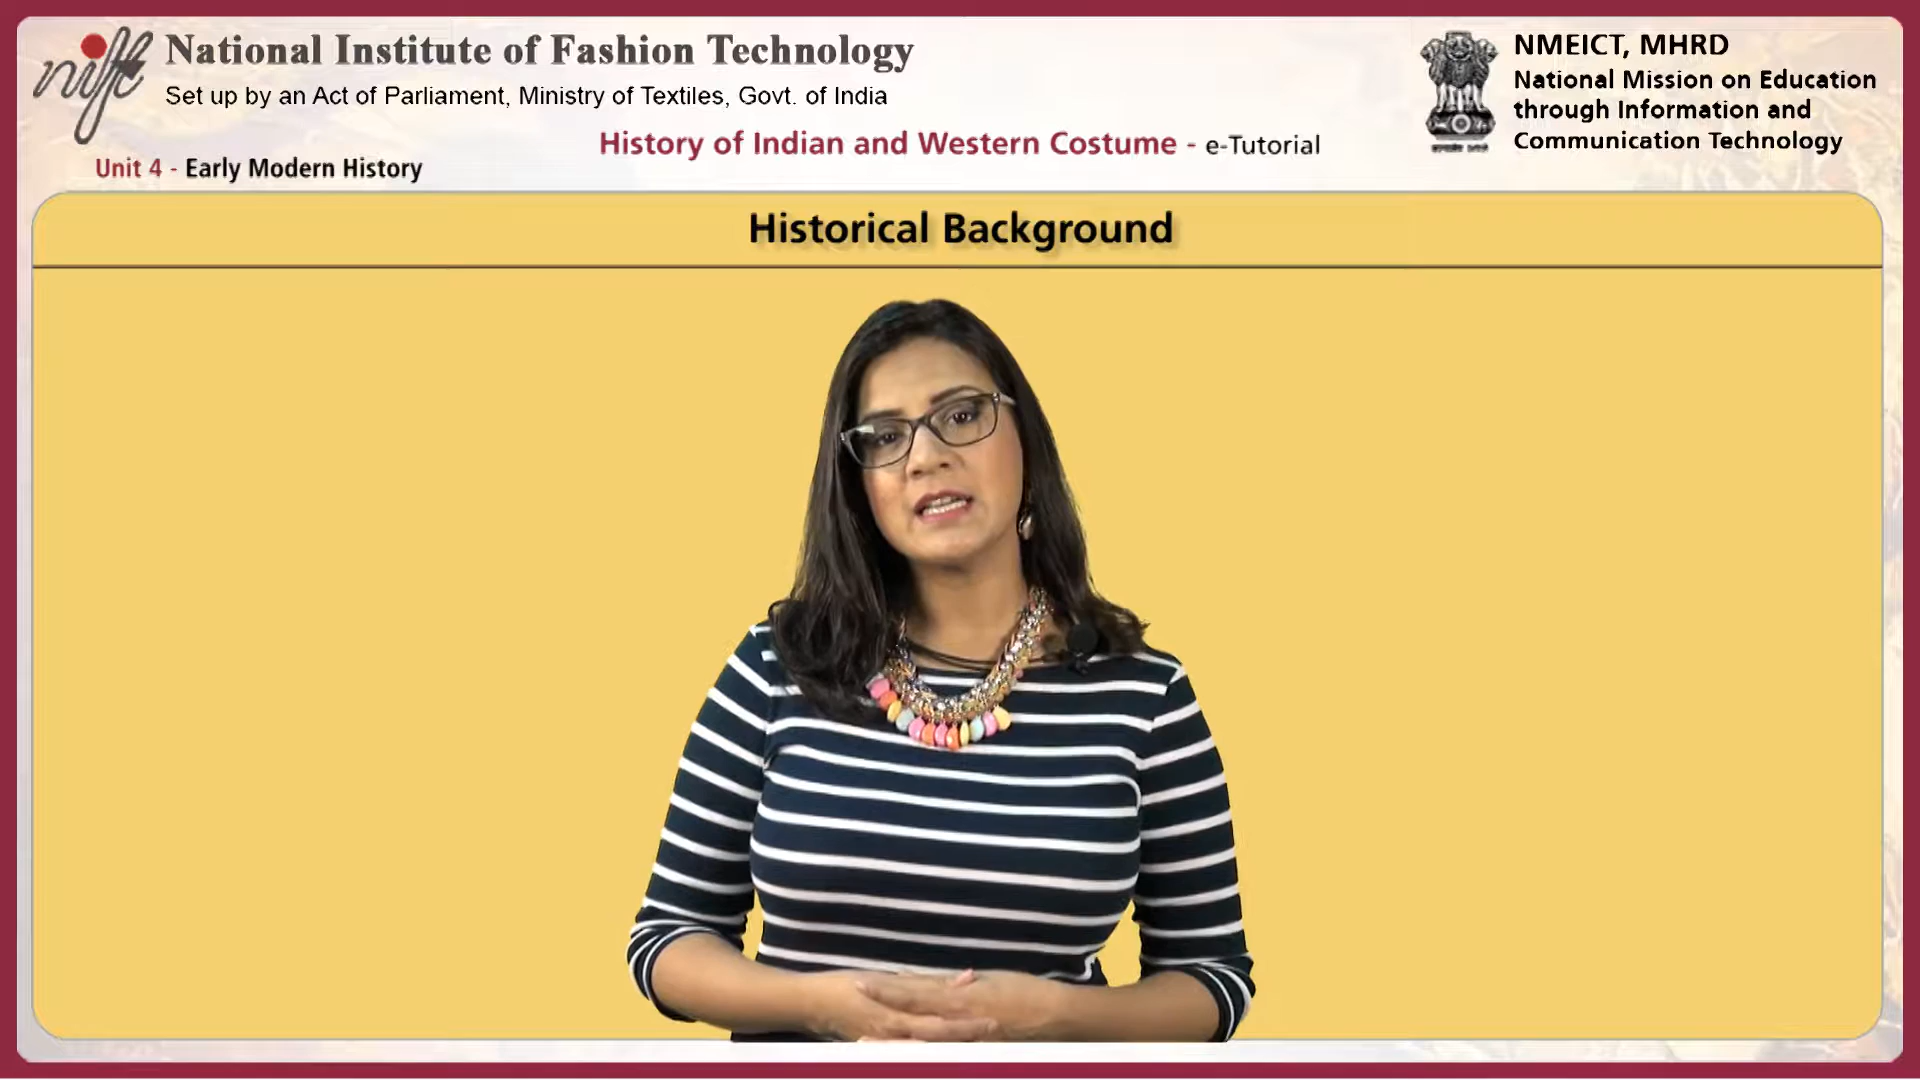 nift
National Institute of Fashion Technology
Set up by an Act of Parliament, Ministry of Textiles, Govt. of India
NMEICT, MHRD
National Mission on Education
through Information and
Communication Technology
History of Indian and Western Costume - e-Tutorial
Unit 4 - Early Modern History
Historical Background